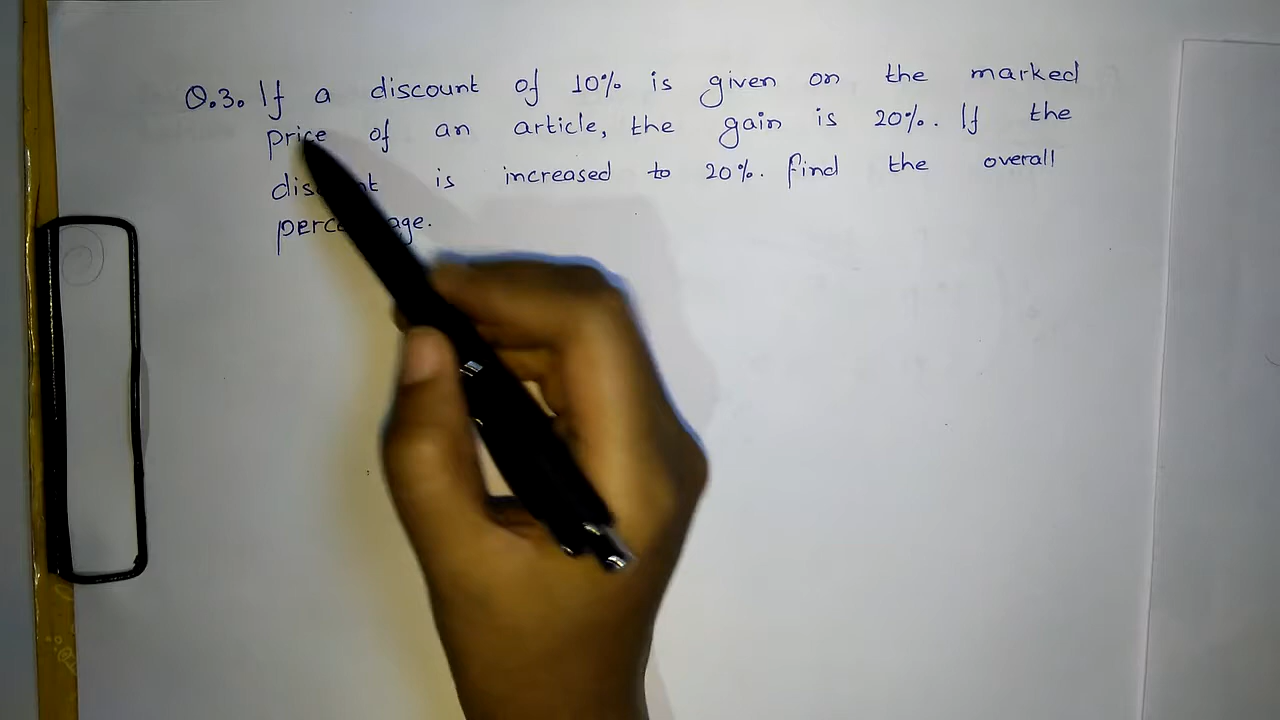 Q.3. If a discount of 10% is given on the marked
price of an article, the gain is 20%. If the
is increased to 20%. find the overall